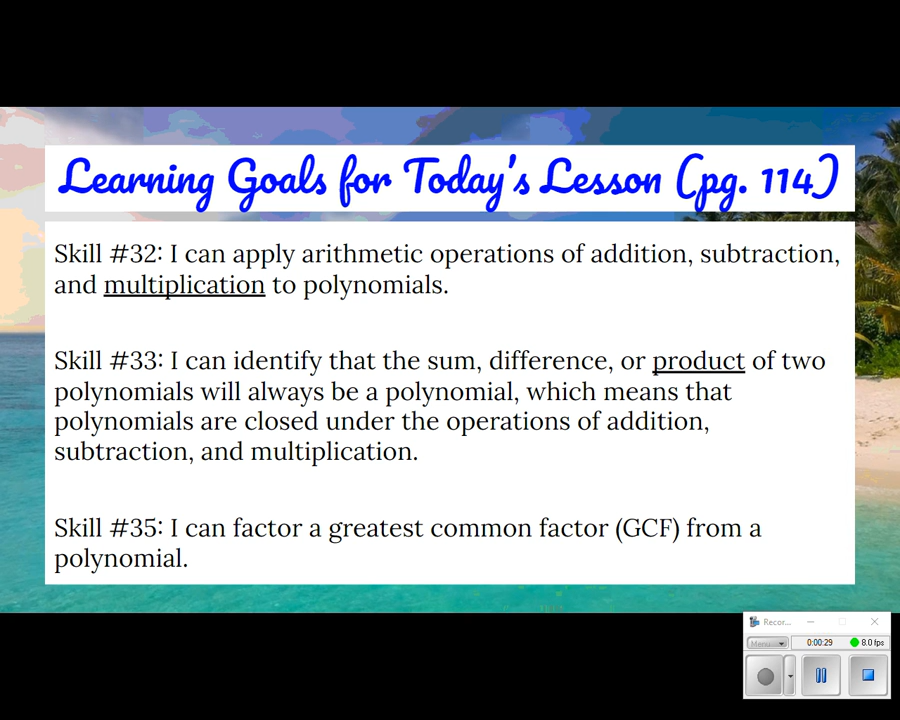 Learning Goals for Today's Lesson (pg. 114)
Skill #32: I can apply arithmetic operations of addition, subtraction,
and multiplication to polynomials.
Skill #33: I can identify that the sum, difference, or product of two
polynomials will always be a polynomial, which means that
polynomials are closed under the operations of addition,
subtraction, and multiplication.
Skill #35: I can factor a greatest common factor (GCF) from a
polynomial.
Recor...
Menu... 0:00:29 8.0 fps